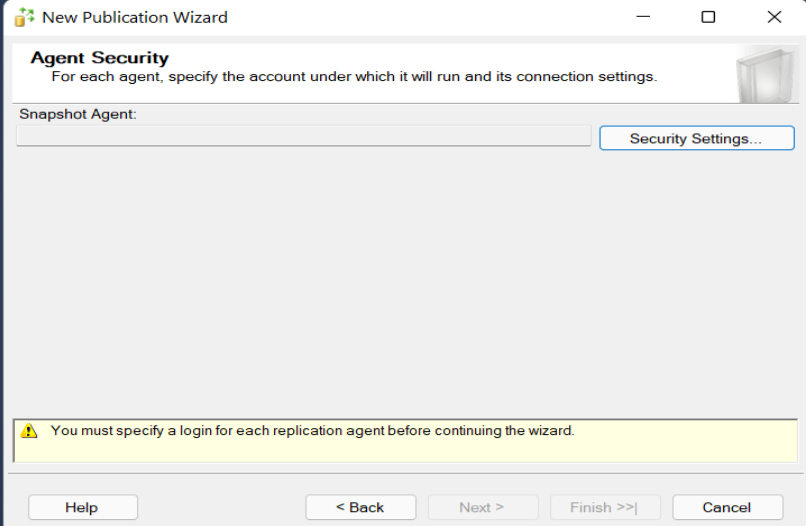 New Publication Wizard
Agent Security
For each agent, specify the account under which it will run and its connection settings.
Snapshot Agent:
Security Settings...
You must specify a login for each replication agent before continuing the wizard.
Help
< Back
Next >
Finish >>|
Cancel